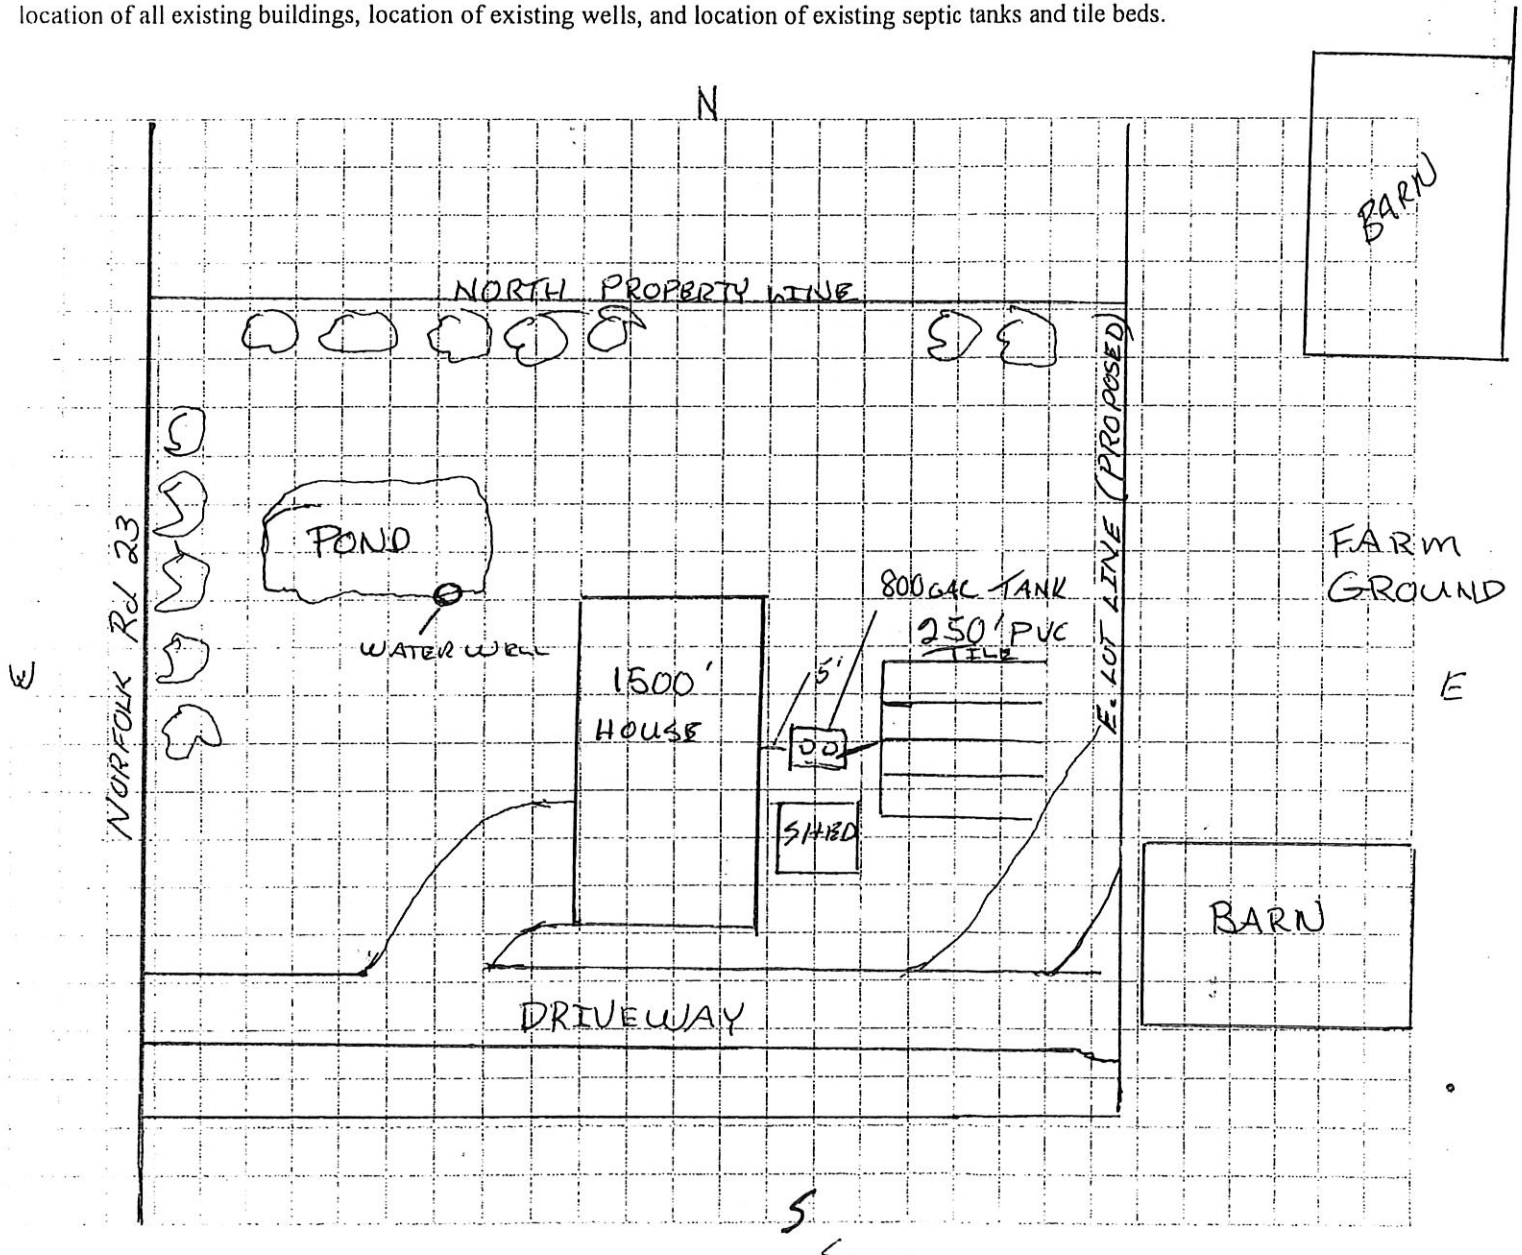 location of all existing buildings, location of existing wells, and location of existing septic tanks and tile beds.
N
BARN
NORTH PROPERTY LINE
E. LOT LINE (PROPOSED)
POND
NORFOLK Rd 23
FARM
GROUND
800 GAL TANK
WATER WELL
250' PVC
TILE
1500'
HOUSE
5'
E
SHED
BARN
DRIVEWAY
S